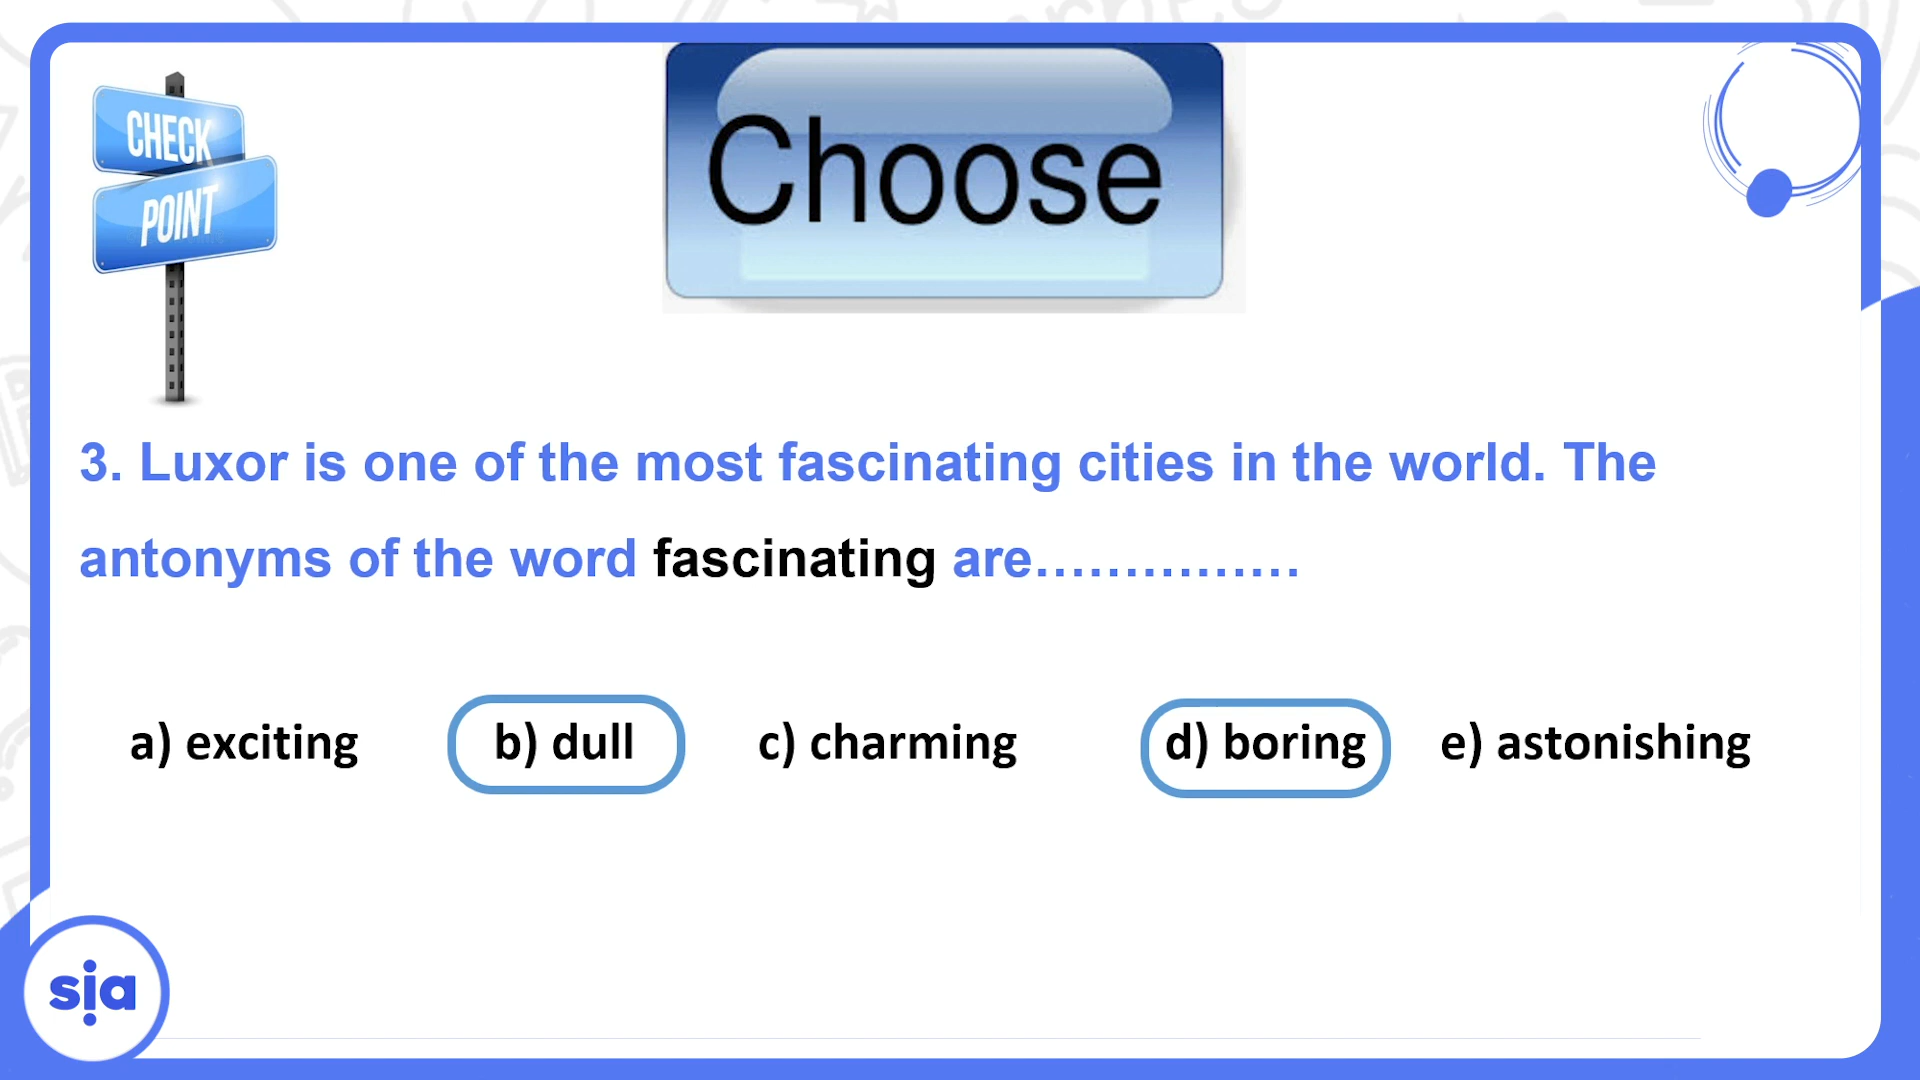 CHECK
POINT
Choose
3. Luxor is one of the most fascinating cities in the world. The
antonyms of the word fascinating are……………
a) exciting b) dull c) charming d) boring e) astonishing
sia